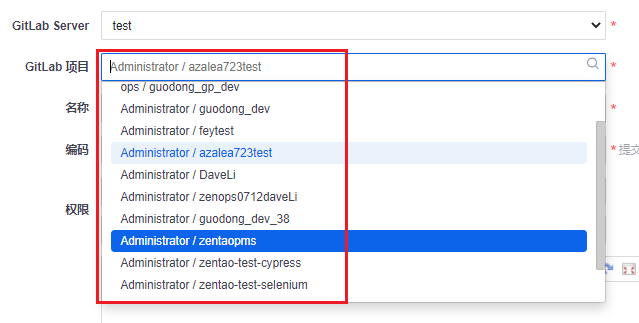 GitLab Server test *
GitLab 项目 Administrator / azalea723test *
ops / guodong_gp_dev
名称 Administrator / guodong_dev *
Administrator / feytest
编码 Administrator / azalea723test * 提交
Administrator / DaveLi
Administrator / zenops0712daveLi
权限 Administrator / guodong_dev_38
Administrator / zentaopms
Administrator / zentao-test-cypress
Administrator / zentao-test-selenium